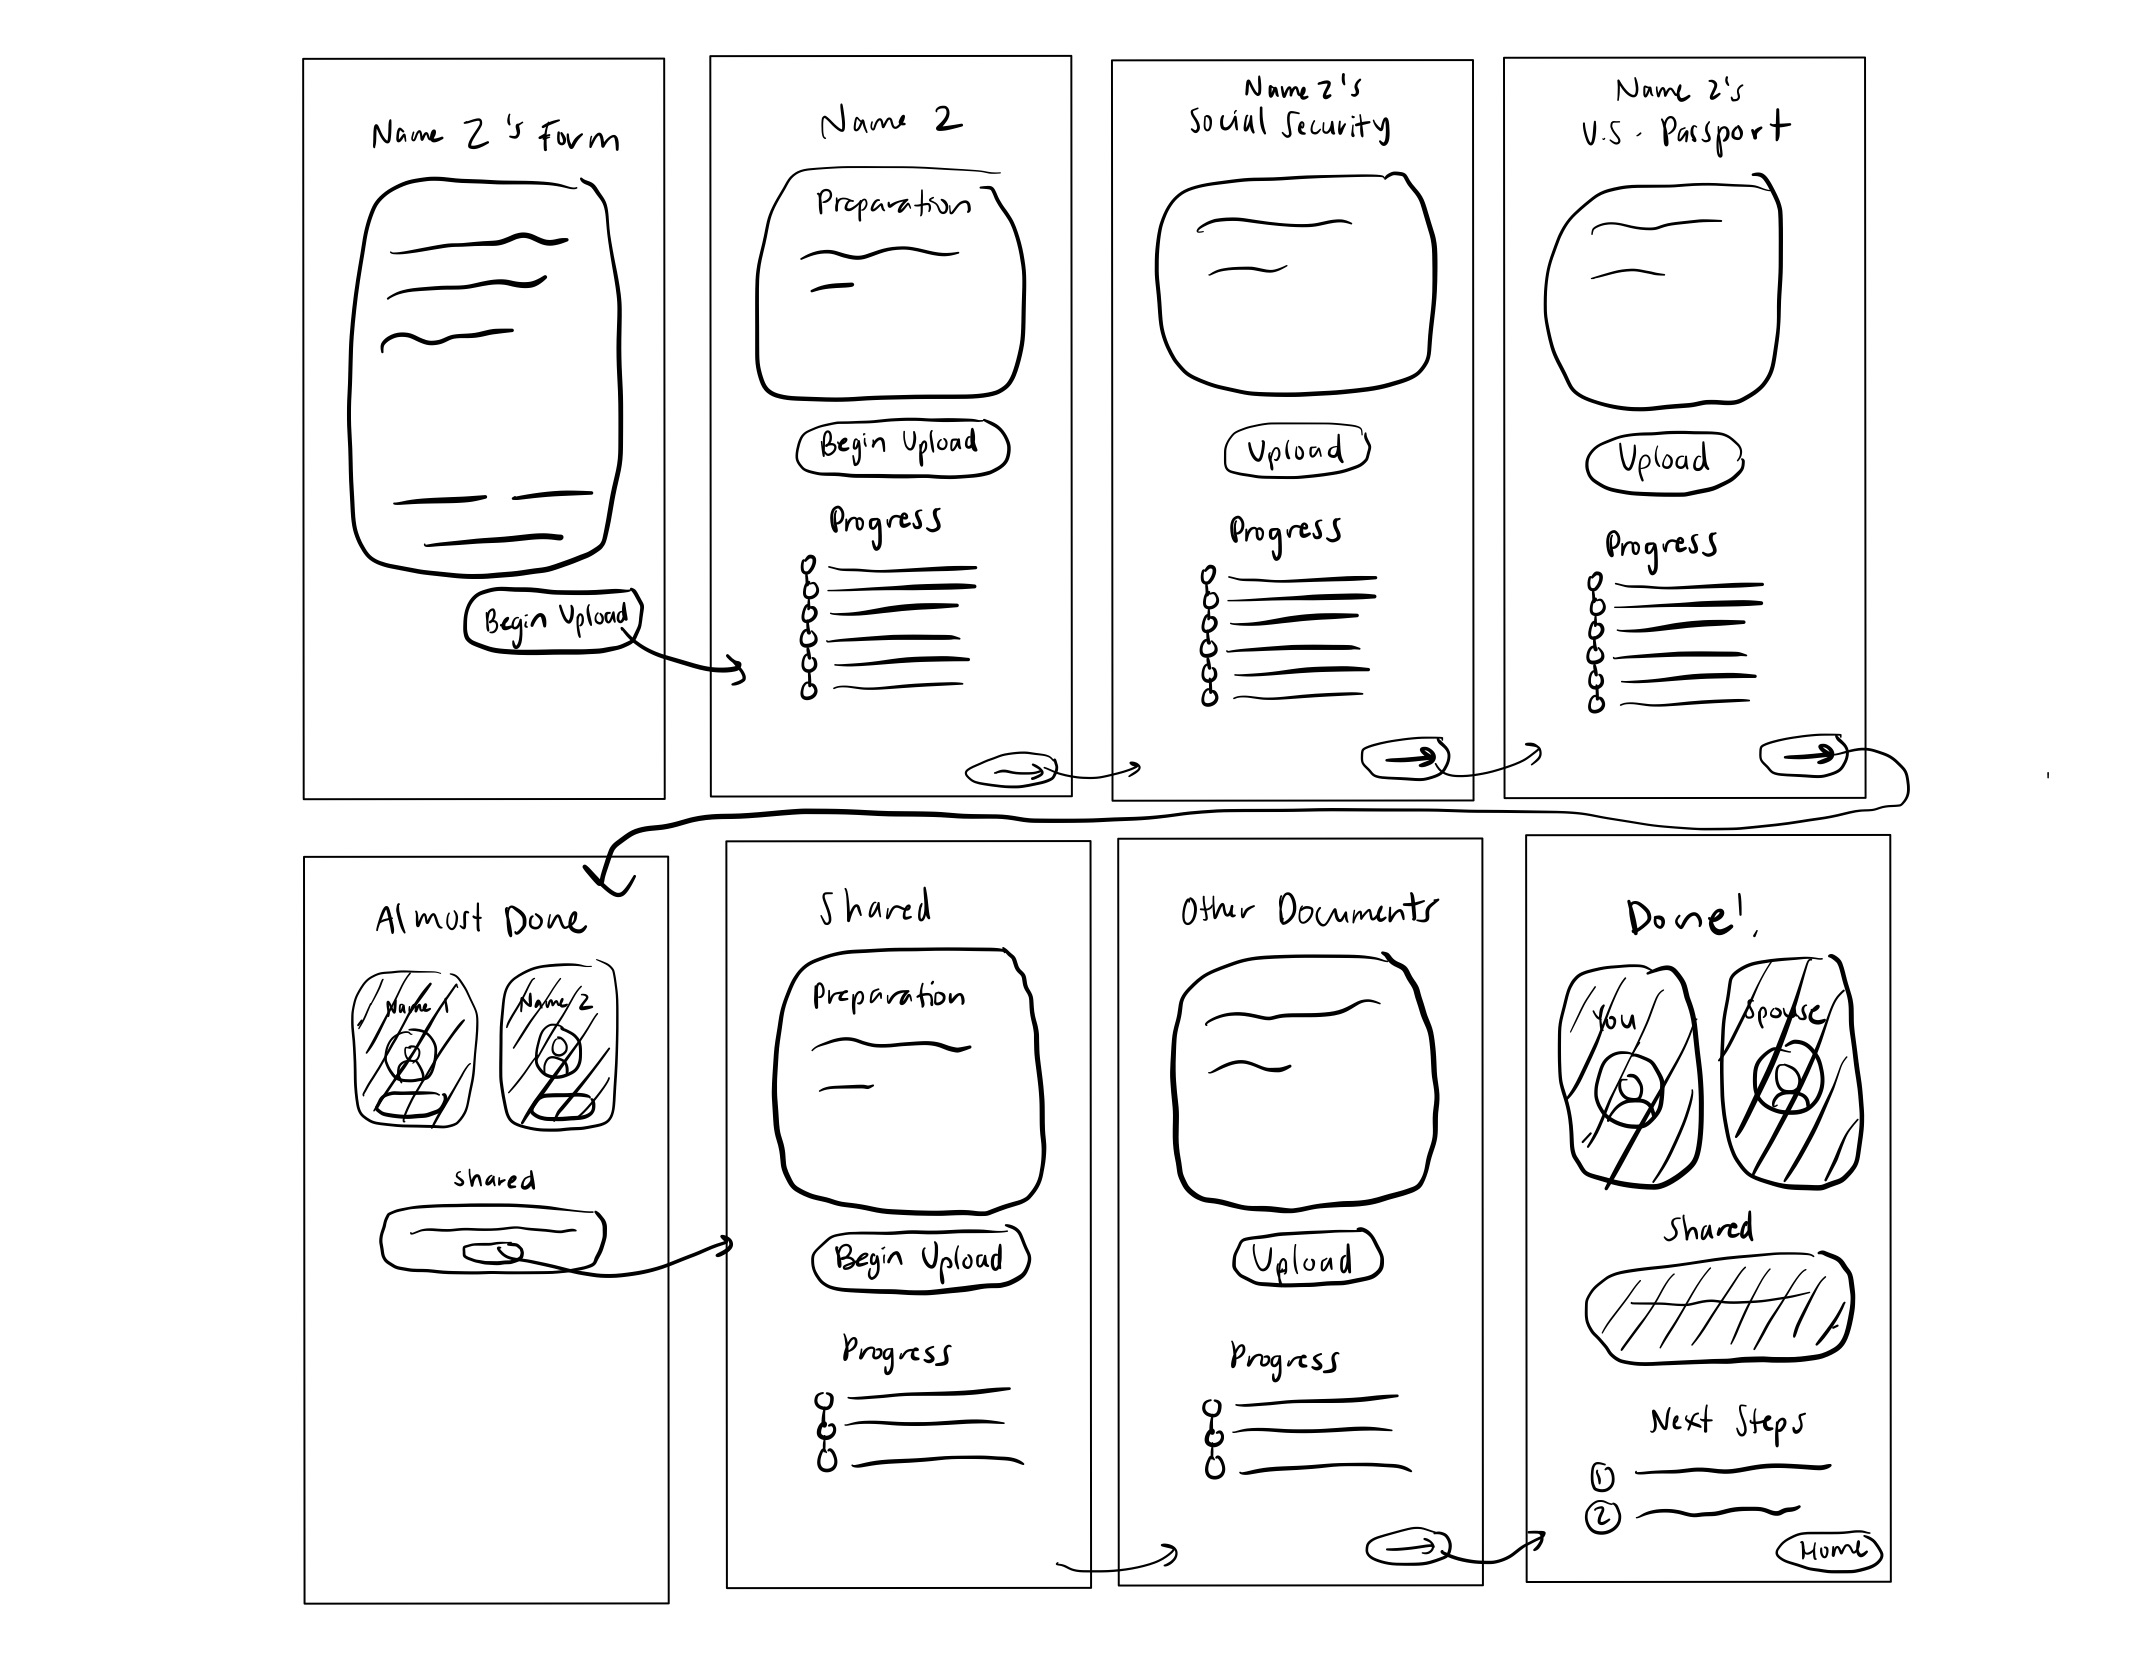 Name 2's Form
Begin Upload
Name 2
Preparation
Begin Upload
Progress
Name 2's
Social Security
Upload
Progress
Name 2's
U.S. Passport
Upload
Progress
Almost Done
Name 1
Name 2
shared
Shared
Preparation
Begin Upload
Progress
Other Documents
Upload
Progress
Done!
You
Spouse
Shared
Next Steps
1
2
Home